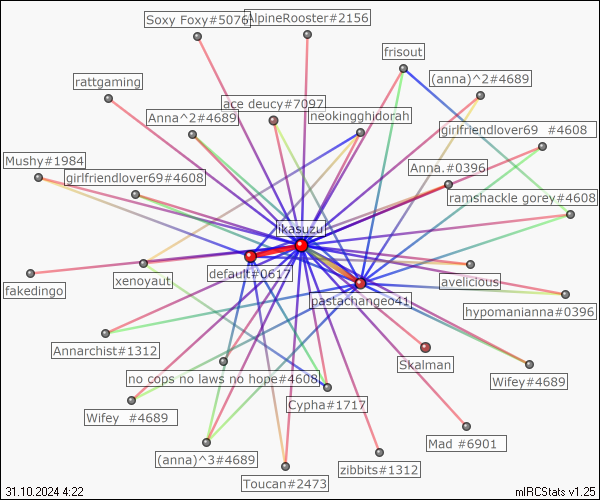 Soxy Foxy#5076
AlpineRooster#2156
frisout
rattgaming
(anna)^2#4689
ace deucy#7097
Anna^2#4689
neokingghidorah
girlfriendlover69 #4608
Mushy#1984
Anna.#0396
girlfriendlover69#4608
ramshackle gorey#4608
ikasuzu
default#0617
avelicious
xenoyaut
fakedingo
pastachangeo41
hypomanianna#0396
Annarchist#1312
Skalman
no cops no laws no hope#4608
Wifey#4689
Cypha#1717
Wifey #4689
Mad #6901
(anna)^3#4689
zibbits#1312
Toucan#2473
31.10.2024 4:22
mIRCStats v1.25